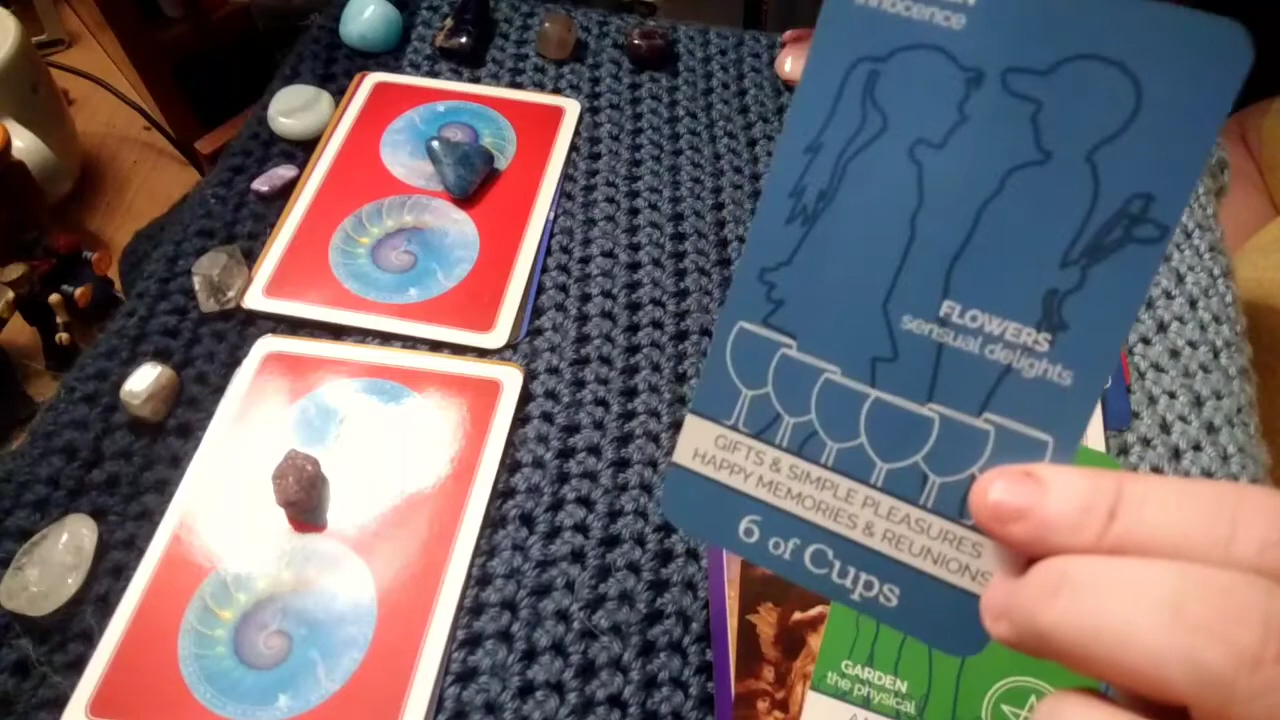 innocence
FLOWERS
sensual delights
GIFTS & SIMPLE PLEASURES
HAPPY MEMORIES & REUNIONS
6 of Cups
GARDEN
the physical